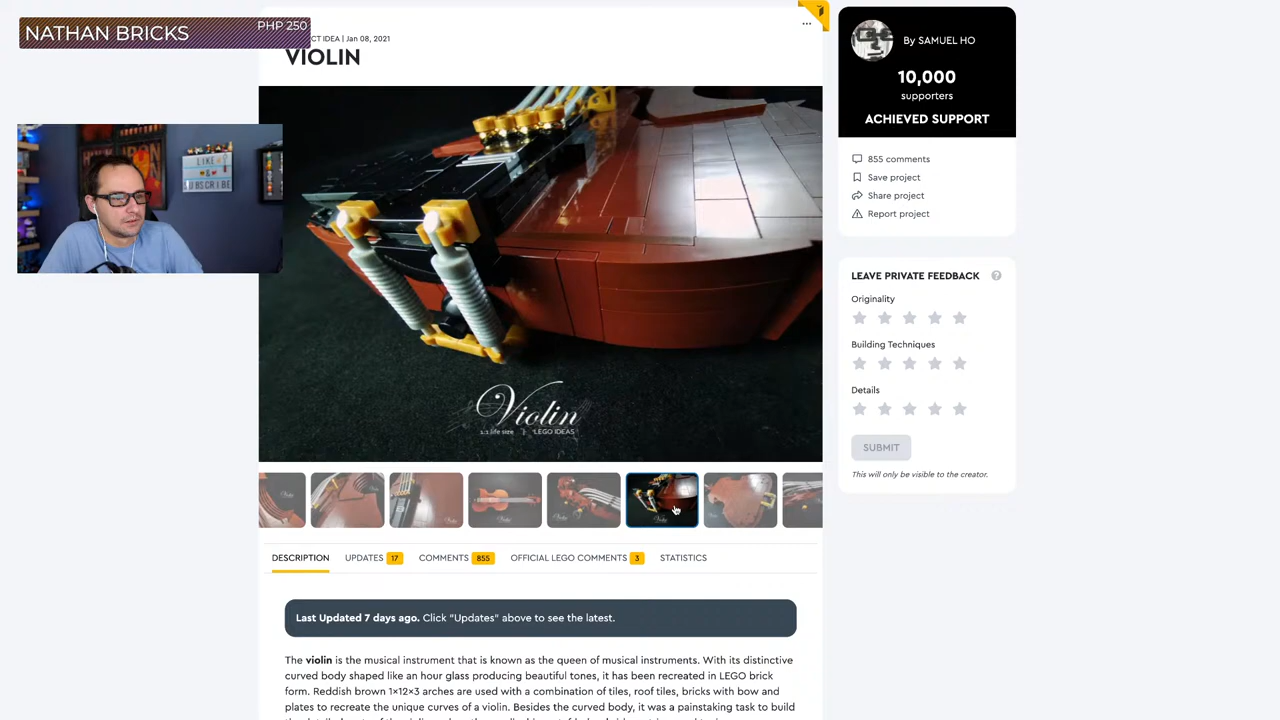 NATHAN BRICKS
PHP 250
CT IDEA | Jan 08, 2021
VIOLIN
LIKE
&
SUBSCRIBE
Violin
1:1 life size | LEGO IDEAS
By SAMUEL HO
10,000
supporters
ACHIEVED SUPPORT
855 comments
Save project
Share project
Report project
LEAVE PRIVATE FEEDBACK ?
Originality
Building Techniques
Details
SUBMIT
This will only be visible to the creator.
DESCRIPTION UPDATES 17 COMMENTS 855 OFFICIAL LEGO COMMENTS 3 STATISTICS
Last Updated 7 days ago. Click "Updates" above to see the latest.
The violin is the musical instrument that is known as the queen of musical instruments. With its distinctive
curved body shaped like an hour glass producing beautiful tones, it has been recreated in LEGO brick
form. Reddish brown 1x12x3 arches are used with a combination of tiles, roof tiles, bricks with bow and
plates to recreate the unique curves of a violin. Besides the curved body, it was a painstaking task to build